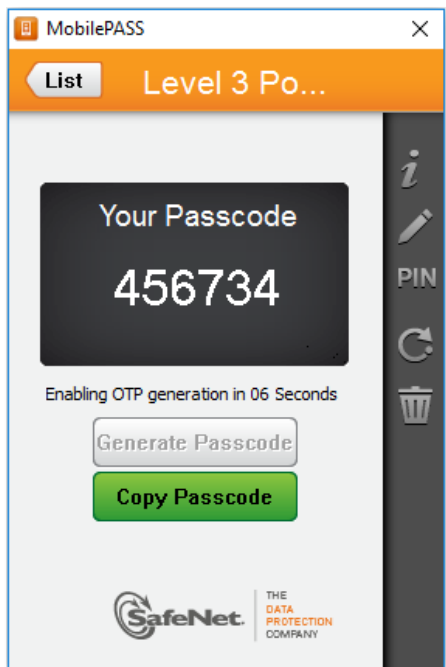 MobilePASS
List
Level 3 Po...
Your Passcode
456734
PIN
Enabling OTP generation in 06 Seconds
Generate Passcode
Copy Passcode
SafeNet.
THE
DATA
PROTECTION
COMPANY